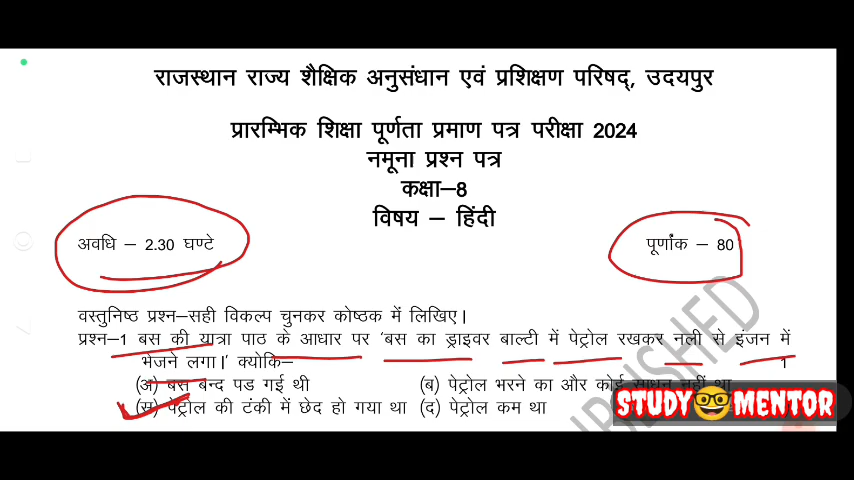 राजस्थान राज्य शैक्षिक अनुसंधान एवं प्रशिक्षण परिषद्, उदयपुर
प्रारम्भिक शिक्षा पूर्णता प्रमाण पत्र परीक्षा 2024
नमूना प्रश्न पत्र
कक्षा–8
विषय – हिंदी
अवधि – 2.30 घण्टे पूर्णांक – 80
वस्तुनिष्ठ प्रश्न–सही विकल्प चुनकर कोष्ठक में लिखिए।
प्रश्न–1 बस की यात्रा पाठ के आधार पर 'बस का ड्राइवर बाल्टी में पेट्रोल रखकर नली से इंजन में
भेजने लगा।' क्योकि– 1
(अ) बस बन्द पड गई थी (ब) पेट्रोल भरने का और कोई साधन नहीं था
(स) पेट्रोल की टंकी में छेद हो गया था (द) पेट्रोल कम था
STUDY MENTOR